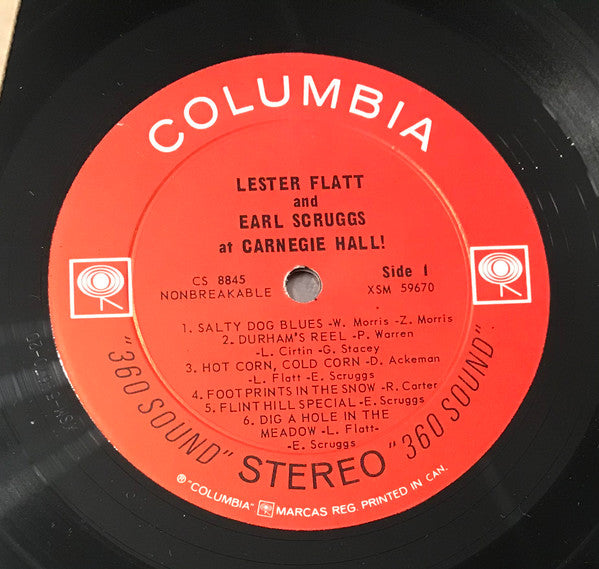 COLUMBIA
LESTER FLATT
and
EARL SCRUGGS
at CARNEGIE HALL!
CS 8845
NONBREAKABLE
Side 1
XSM 59670
1. SALTY DOG BLUES -W. Morris -Z. Morris
2. DURHAM'S REEL -P. Warren
-L. Cirtin -G. Stacey
3. HOT CORN, COLD CORN -D. Ackeman
-L. Flatt -E. Scruggs
4. FOOTPRINTS IN THE SNOW -R. Carter
5. FLINT HILL SPECIAL -E. Scruggs
6. DIG A HOLE IN THE
MEADOW -L. Flatt-
-E. Scruggs
"360 SOUND" STEREO "360 SOUND"
® "COLUMBIA" MARCAS REG. PRINTED IN CAN.